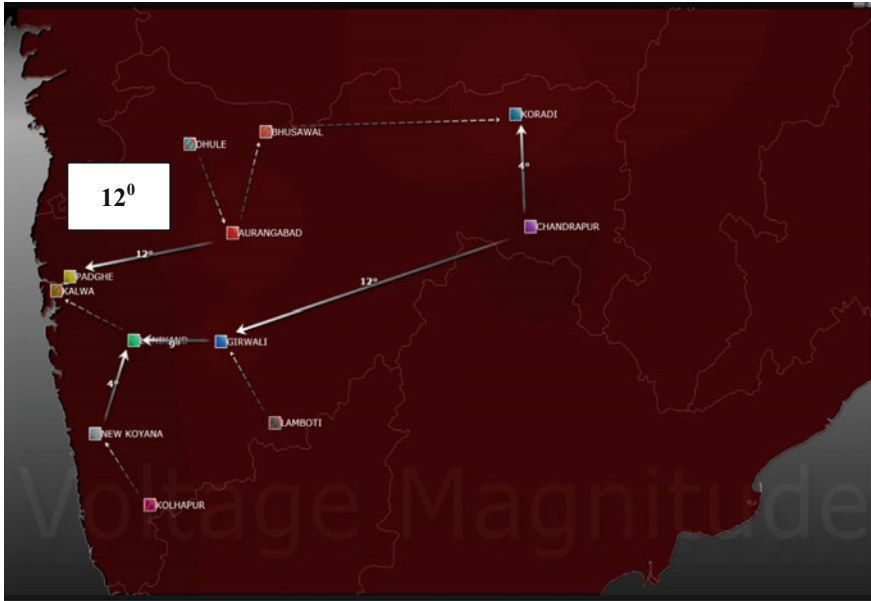 KORADI
BHUSAWAL
DHULE
4°
12⁰
CHANDRAPUR
AURANGABAD
12°
PADGHE
12°
KALWA
GIRWALI
9°
4°
LAMBOTI
NEW KOYANA
Voltage Magnitude
KOLHAPUR